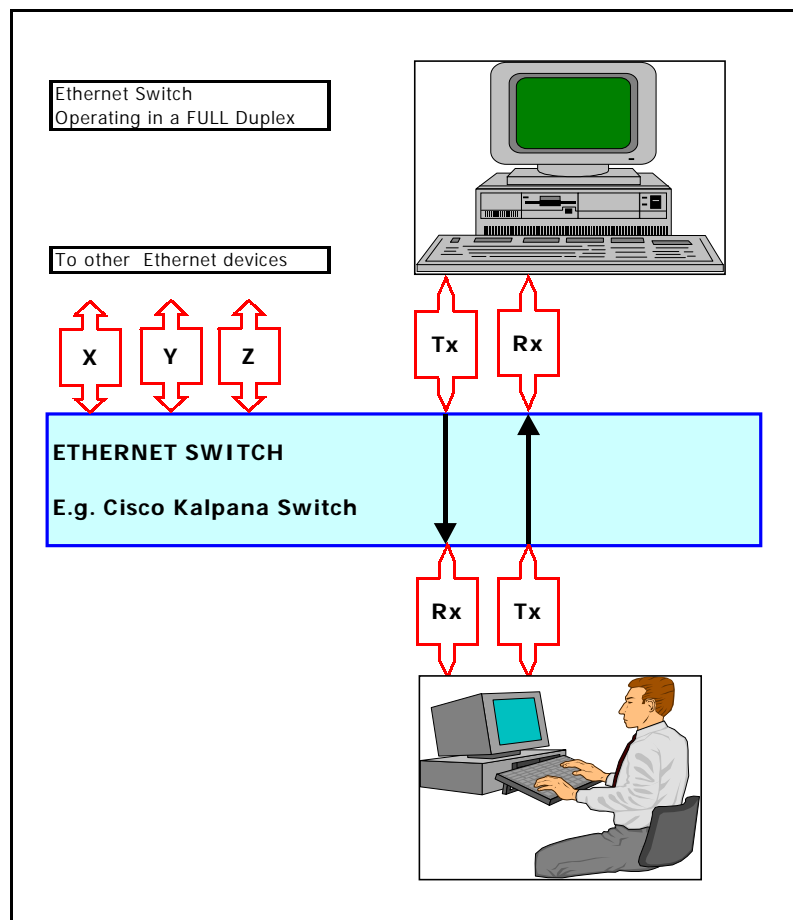 Ethernet Switch
Operating in a FULL Duplex
To other Ethernet devices
X Y Z Tx Rx
ETHERNET SWITCH
E.g. Cisco Kalpana Switch
Rx Tx